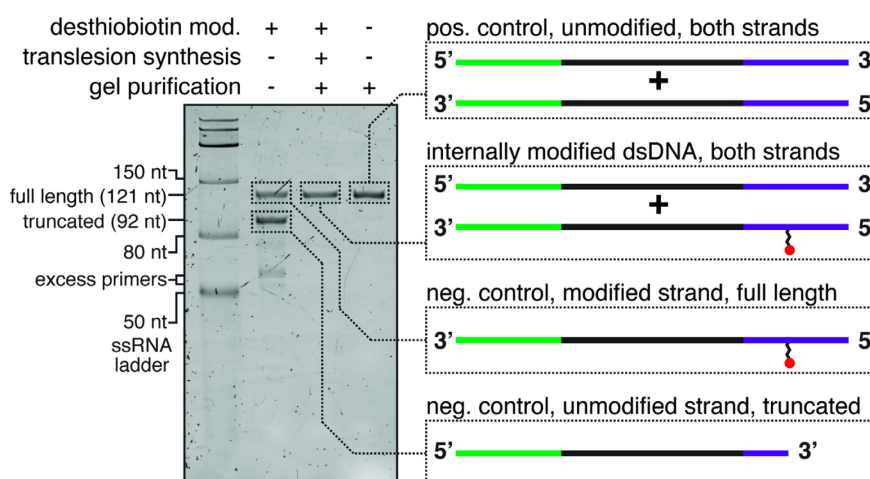 desthiobiotin mod. + + -
translesion synthesis - + -
gel purification - + +
150 nt
full length (121 nt)
truncated (92 nt)
80 nt
excess primers
50 nt
ssRNA
ladder
pos. control, unmodified, both strands
5’ 3
+
3’ 5
internally modified dsDNA, both strands
5’ 3
+
3’ 5
neg. control, modified strand, full length
3’ 5
neg. control, unmodified strand, truncated
5’ 3’